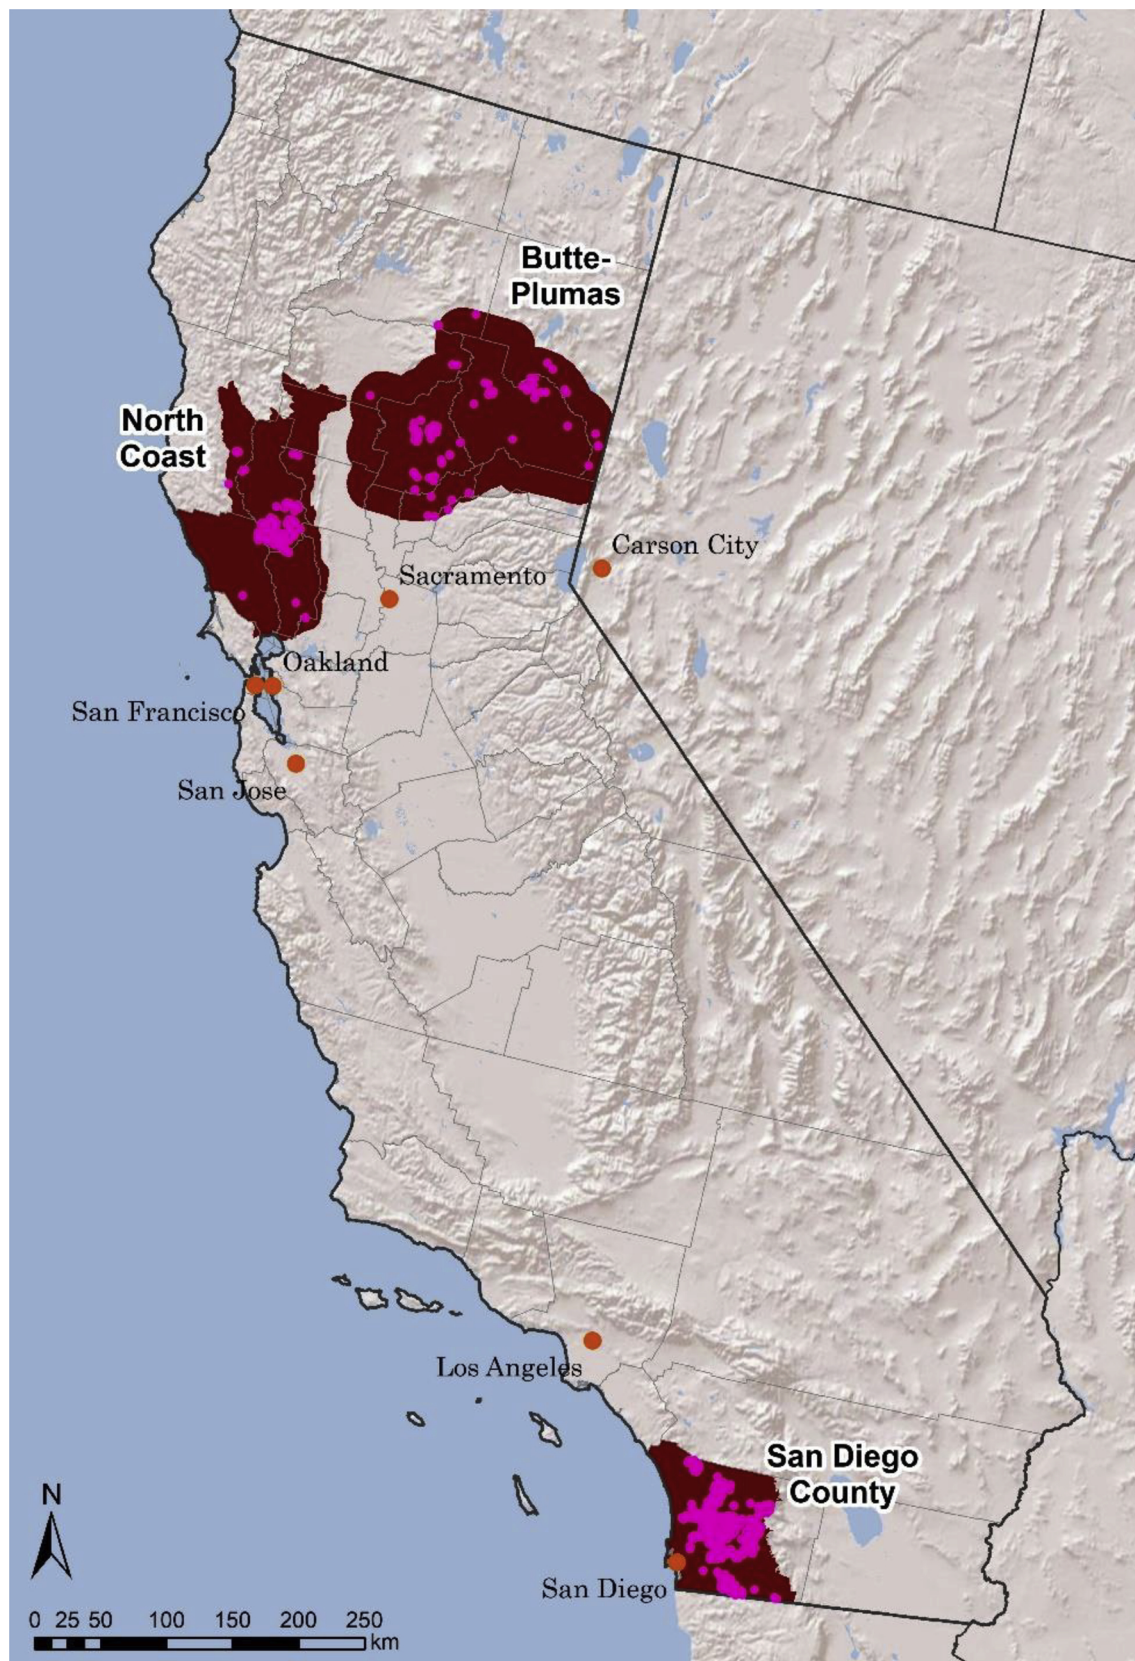 Butte-
Plumas
North
Coast
Carson City
Sacramento
Oakland
San Francisco
San Jose
Los Angeles
San Diego
County
San Diego
N
0 25 50 100 150 200 250
km